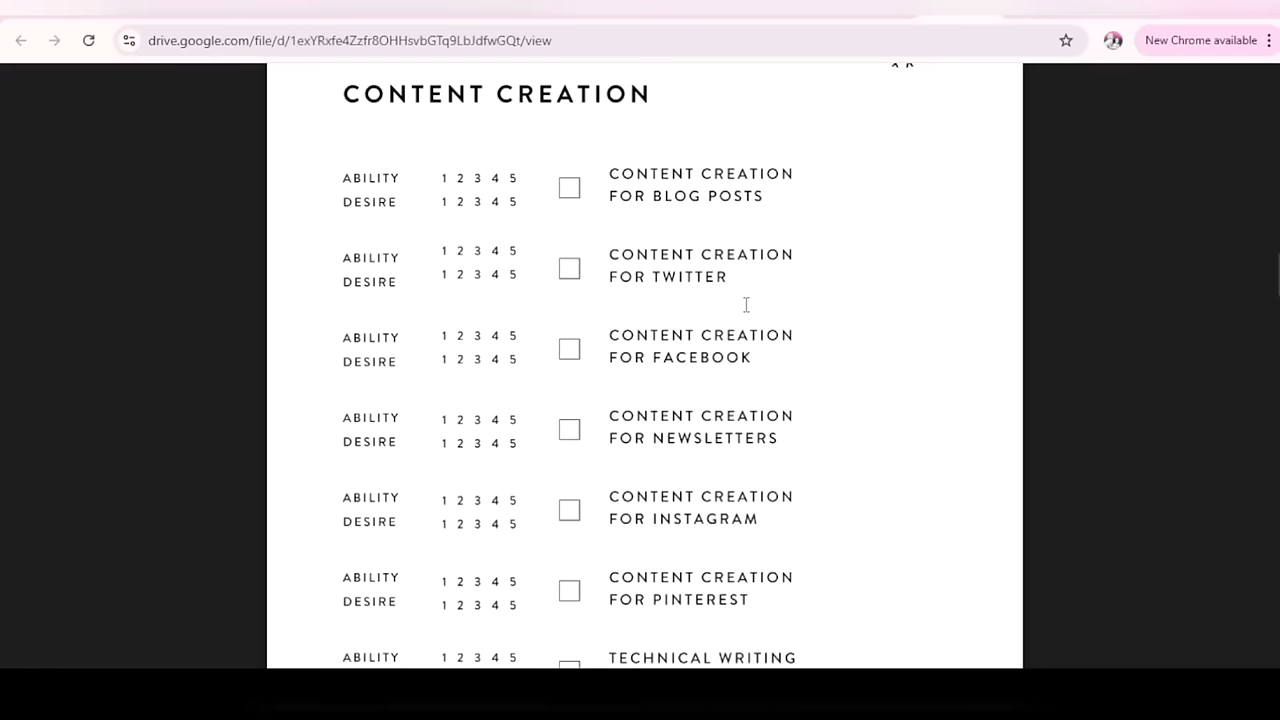 drive.google.com/file/d/1exYRxfe4Zzfr8OHHsvbGTq9LbJdfwGQt/view
New Chrome available
CONTENT CREATION
ABILITY 1 2 3 4 5
DESIRE 1 2 3 4 5
CONTENT CREATION
FOR BLOG POSTS
ABILITY 1 2 3 4 5
DESIRE 1 2 3 4 5
CONTENT CREATION
FOR TWITTER
ABILITY 1 2 3 4 5
DESIRE 1 2 3 4 5
CONTENT CREATION
FOR FACEBOOK
ABILITY 1 2 3 4 5
DESIRE 1 2 3 4 5
CONTENT CREATION
FOR NEWSLETTERS
ABILITY 1 2 3 4 5
DESIRE 1 2 3 4 5
CONTENT CREATION
FOR INSTAGRAM
ABILITY 1 2 3 4 5
DESIRE 1 2 3 4 5
CONTENT CREATION
FOR PINTEREST
ABILITY 1 2 3 4 5
TECHNICAL WRITING